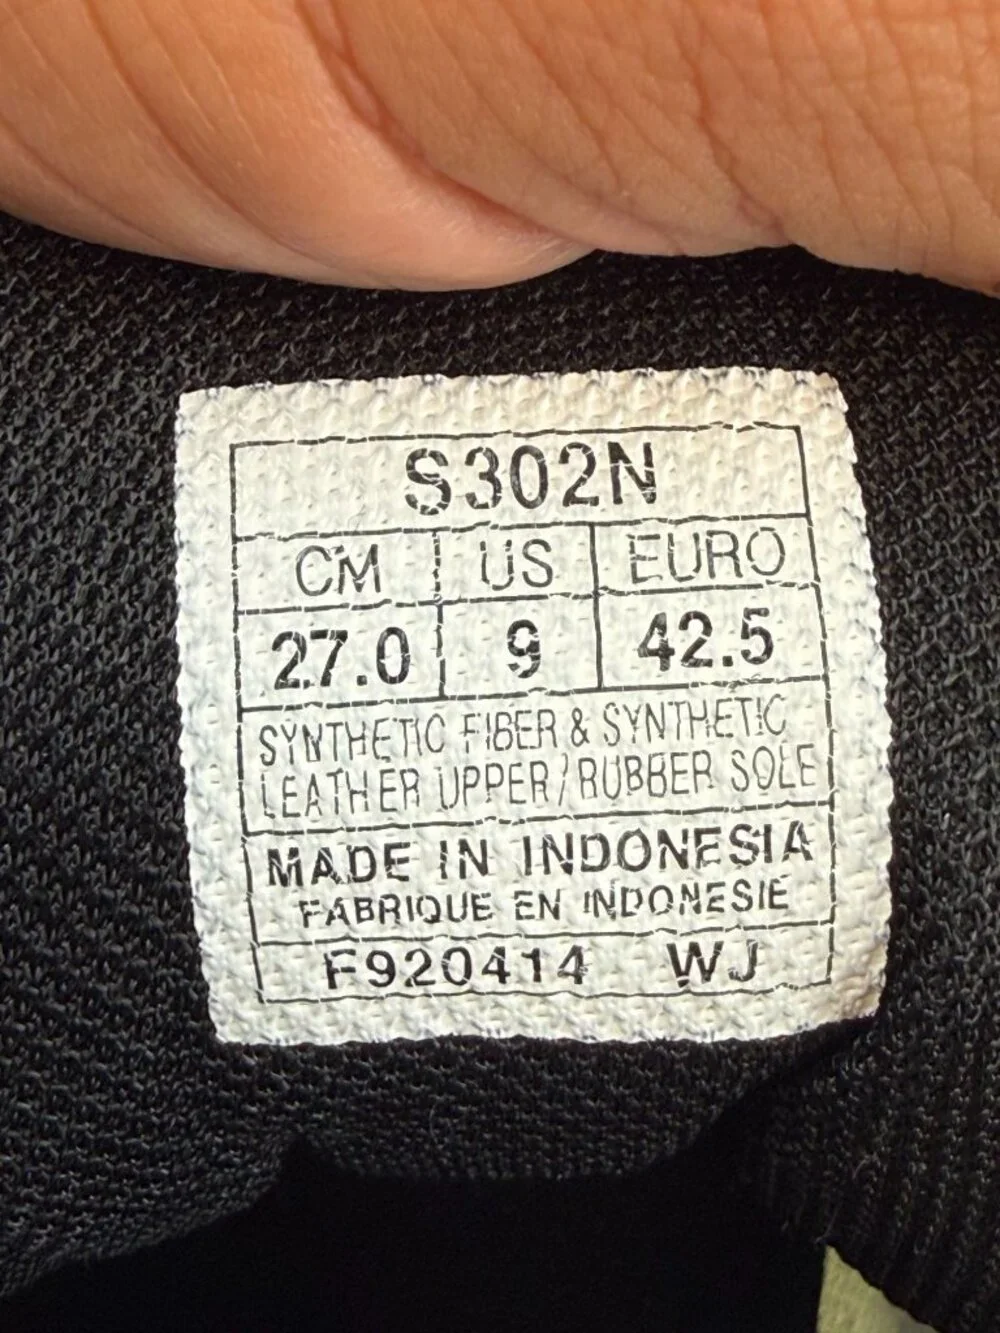 S302N
CM US EURO
27.0 9 42.5
SYNTHETIC FIBER & SYNTHETIC
LEATHER UPPER/RUBBER SOLE
MADE IN INDONESIA
FABRIQUE EN INDONESIE
F920414 WJ